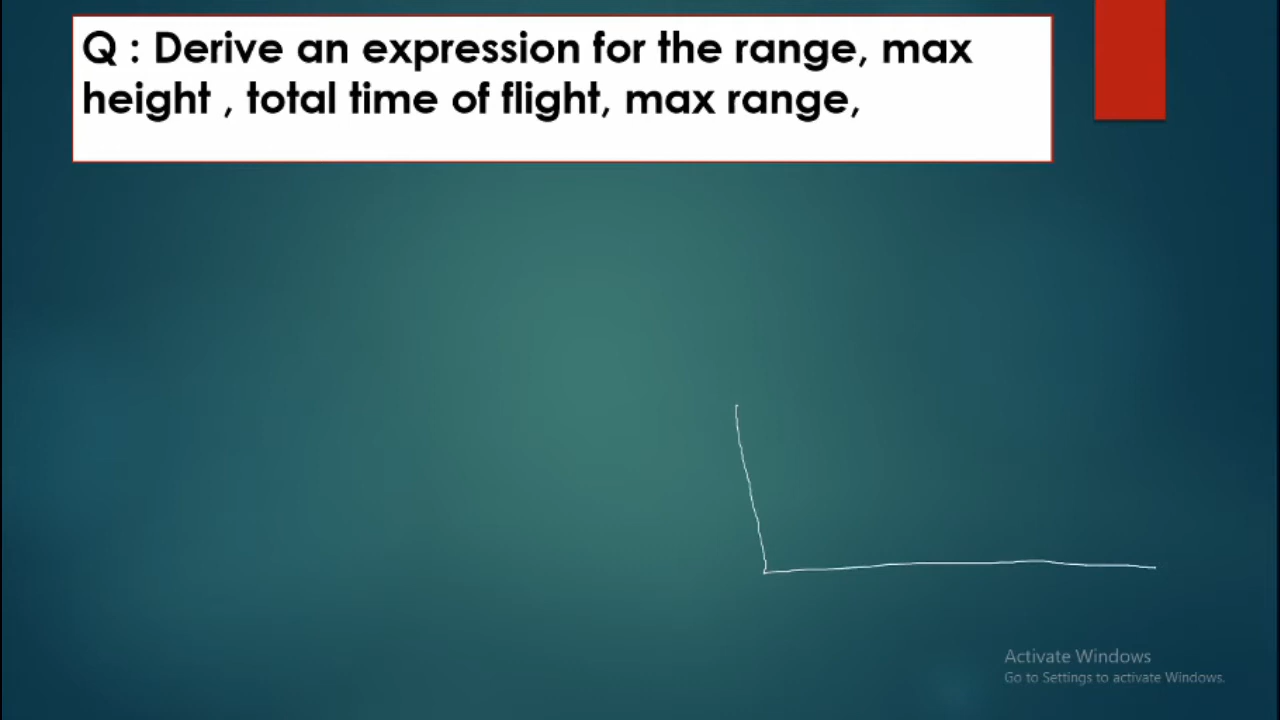 Q : Derive an expression for the range, max
height , total time of flight, max range,
Activate Windows
Go to Settings to activate Windows.